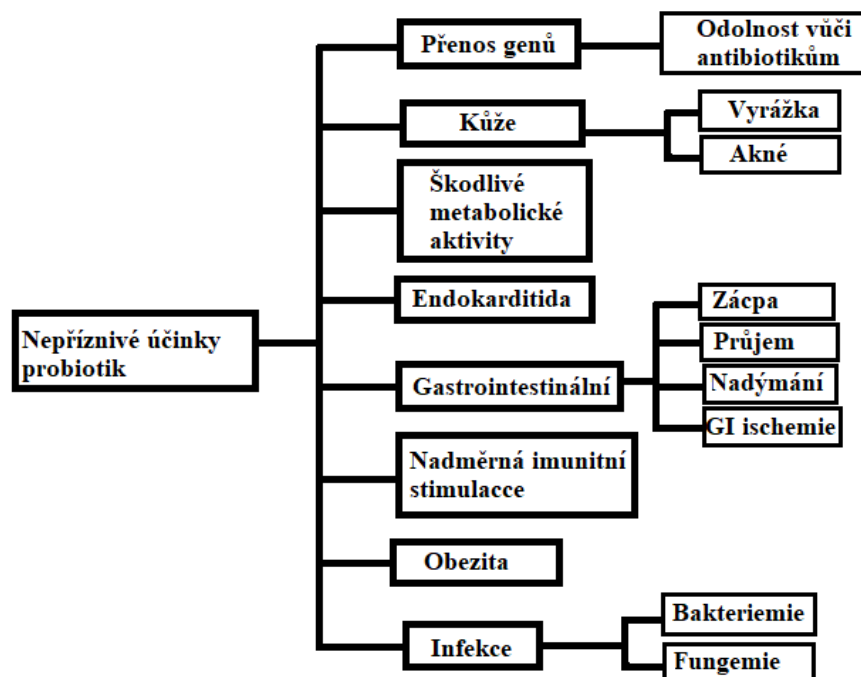 Přenos genů
Odolnost vůči
antibiotikům
Kůže
Vyrážka
Akné
Škodlivé
metabolické
aktivity
Endokarditida
Nepříznivé účinky
probiotik
Gastrointestinální
Zácpa
Průjem
Nadýmání
GI ischemie
Nadměrná imunitní
stimulacce
Obezita
Infekce
Bakteriemie
Fungemie